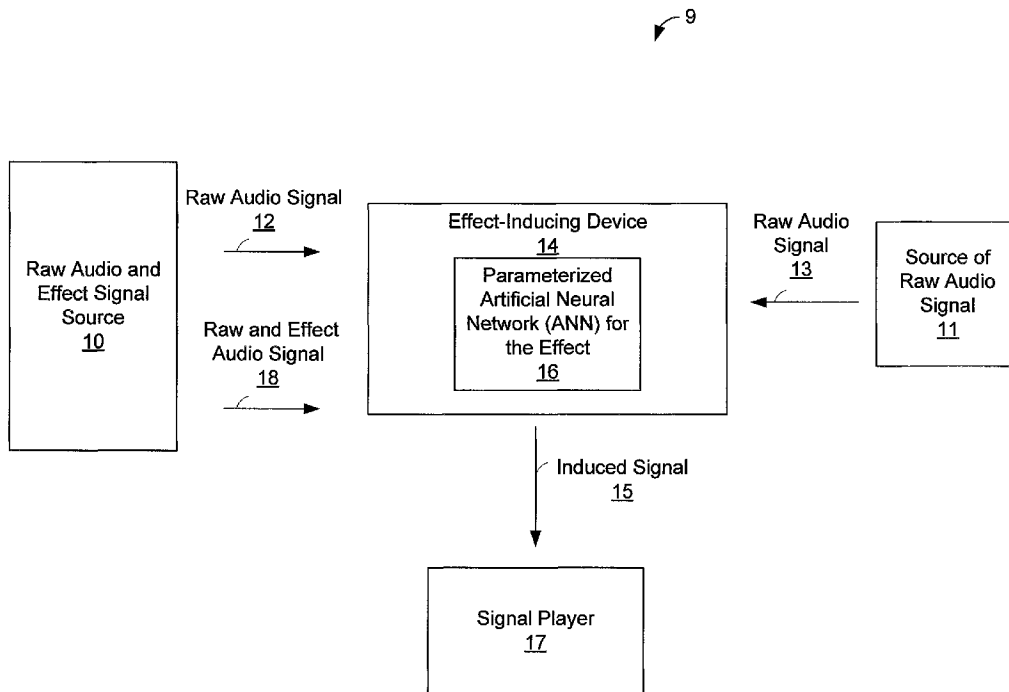 9
Raw Audio and
Effect Signal
Source
10
Raw Audio Signal
12
Raw and Effect
Audio Signal
18
Effect-Inducing Device
14
Parameterized
Artificial Neural
Network (ANN) for
the Effect
16
Raw Audio
Signal
13
Source of
Raw Audio
Signal
11
Induced Signal
15
Signal Player
17